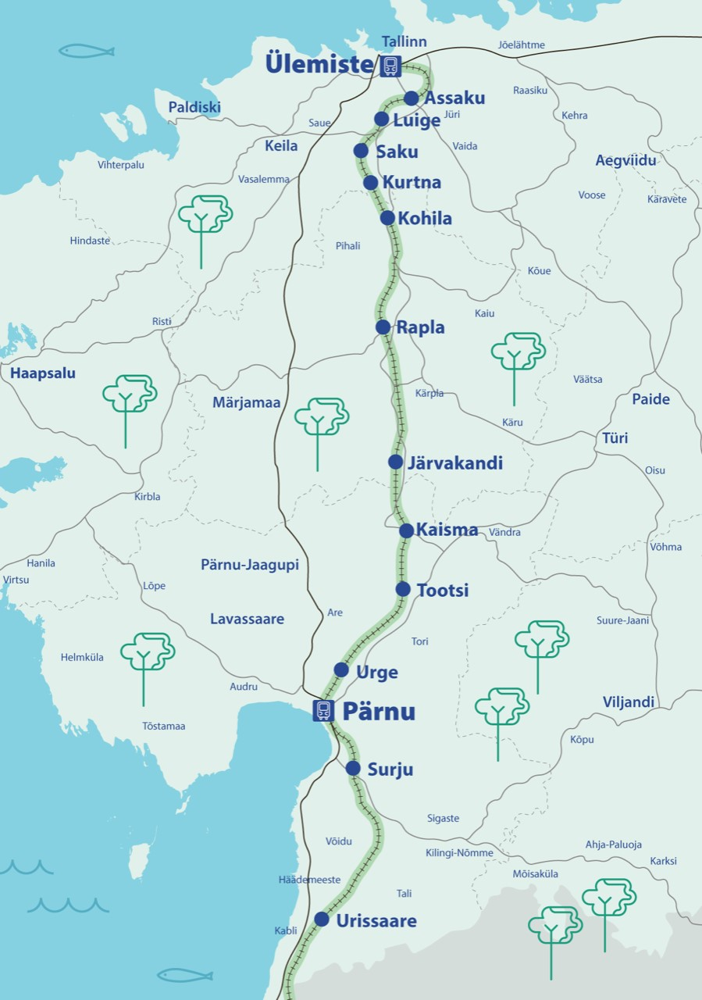 Tallinn
Jõelähtme
Ülemiste
Raasiku
Assaku
Paldiski
Jüri
Kehra
Luige
Saue
Keila
Saku
Vaida
Aegviidu
Vihterpalu
Vasalemma
Kurtna
Voose
Käravete
Kohila
Hindaste
Pihali
Kõue
Kaiu
Risti
Rapla
Haapsalu
Väätsa
Kärpla
Paide
Märjamaa
Käru
Türi
Järvakandi
Oisu
Kirbla
Kaisma
Vändra
Võhma
Hanila
Pärnu-Jaagupi
Virtsu
Lõpe
Tootsi
Are
Lavassaare
Suure-Jaani
Tori
Helmküla
Urge
Audru
Viljandi
Pärnu
Tõstamaa
Kõpu
Surju
Sigaste
Võidu
Ahja-Paluoja
Kilingi-Nõmme
Karksi
Mõisaküla
Häädemeeste
Tali
Urissaare
Kabli